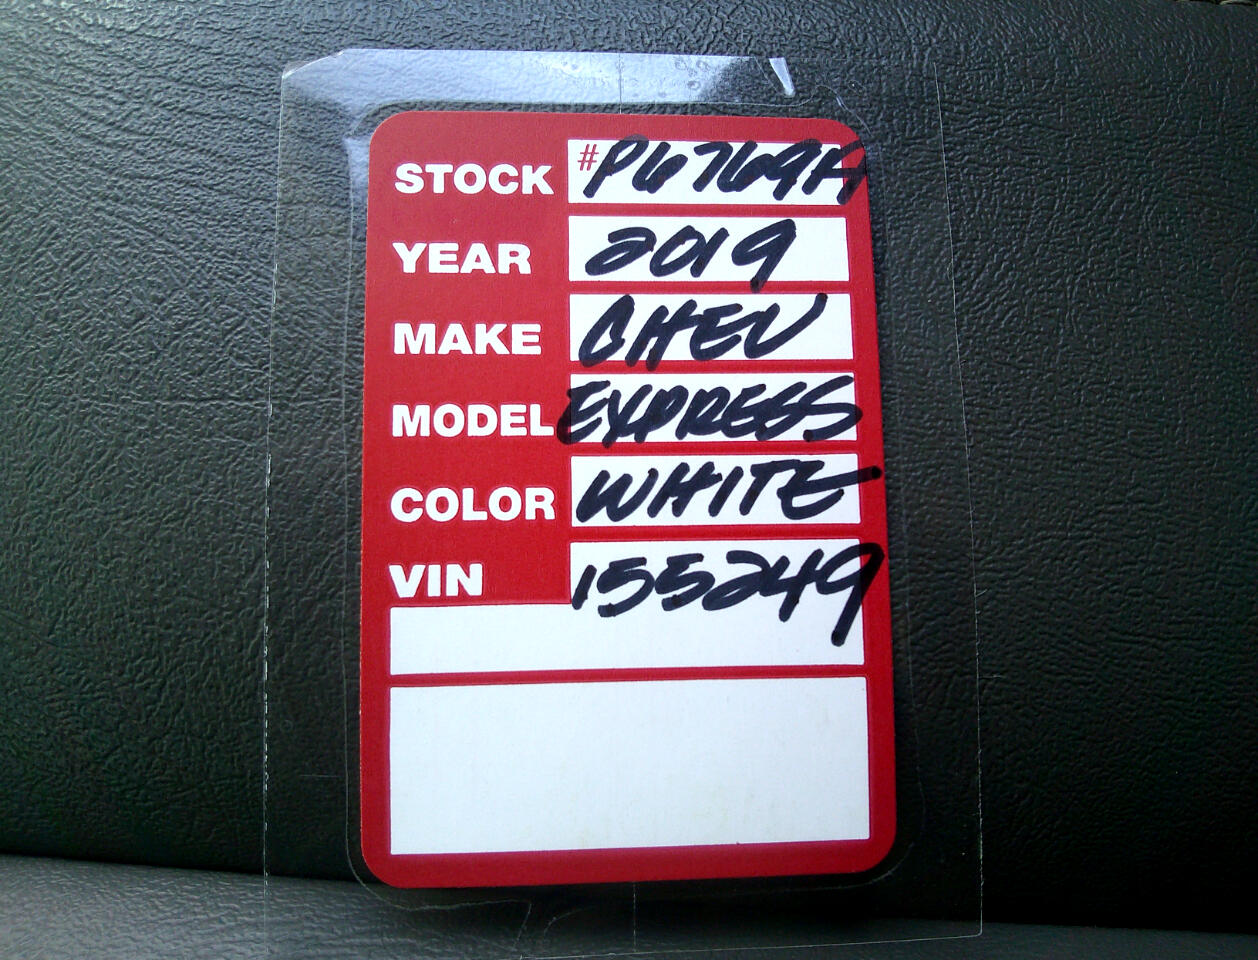 STOCK #P6769A
YEAR 2019
MAKE CHEV
MODEL EXPRESS
COLOR WHITE
VIN 155249